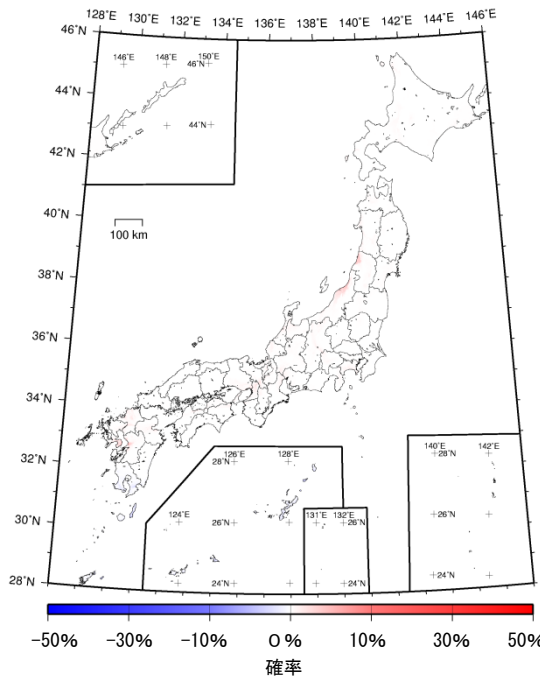 128°E 130°E 132°E 134°E 136°E 138°E 140°E 142°E 144°E 146°E
46°N
146°E 148°E 150°E
46°N
44°N
44°N
42°N
40°N
100 km
38°N
36°N
34°N
32°N
30°N
28°N
126°E 128°E
28°N
124°E
26°N
24°N
131°E 132°E
26°N
24°N
140°E 142°E
28°N
26°N
24°N
-50% -30% -10% 0% 10% 30% 50%
確率